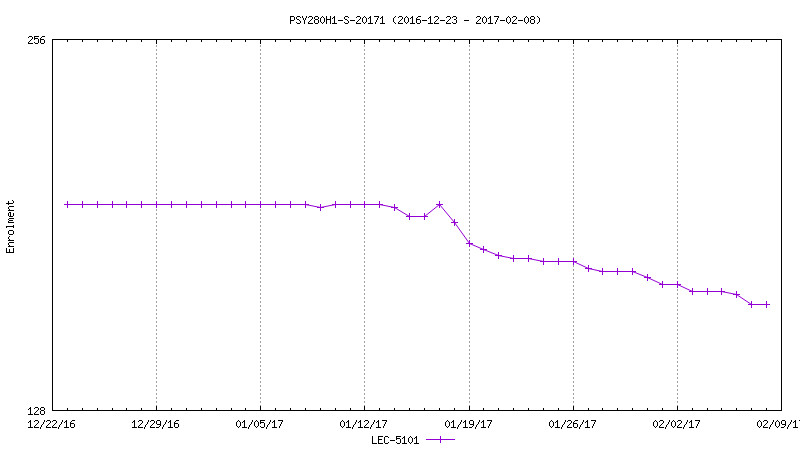 PSY280H1-S-20171 (2016-12-23 - 2017-02-08)
256
Enrolment
128
12/22/16 12/29/16 01/05/17 01/12/17 01/19/17 01/26/17 02/02/17 02/09/17
LEC-5101